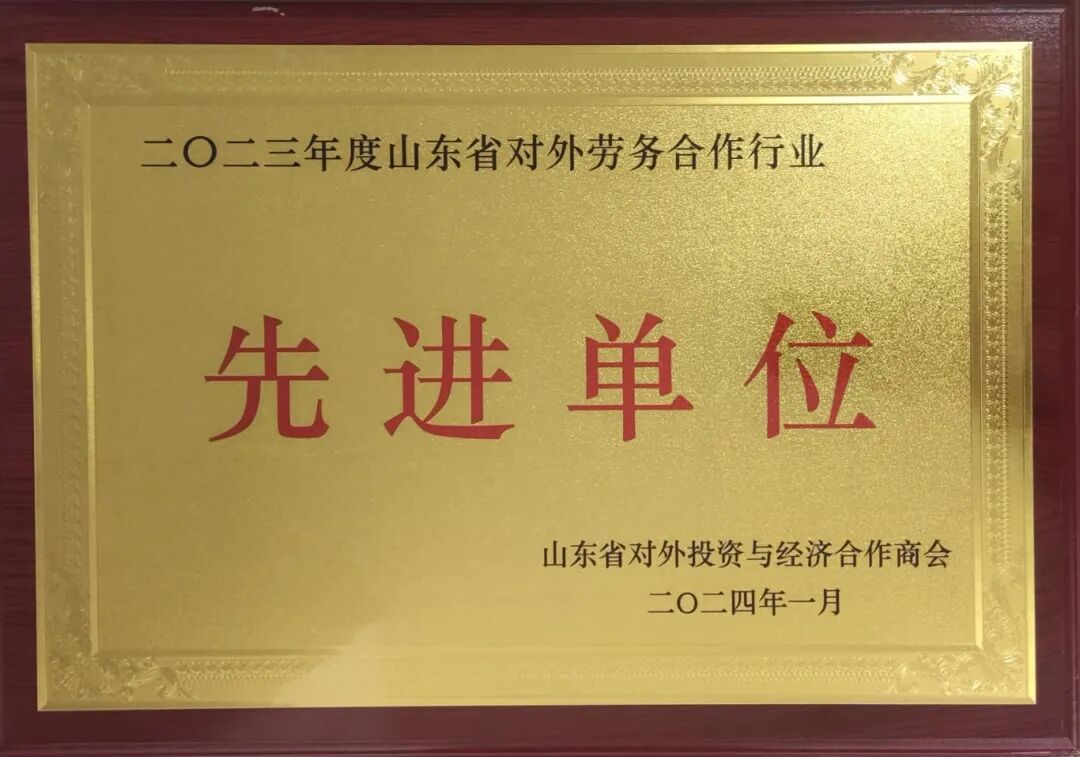 二〇二三年度山东省对外劳务合作行业
先进单位
山东省对外投资与经济合作商会
二〇二四年一月